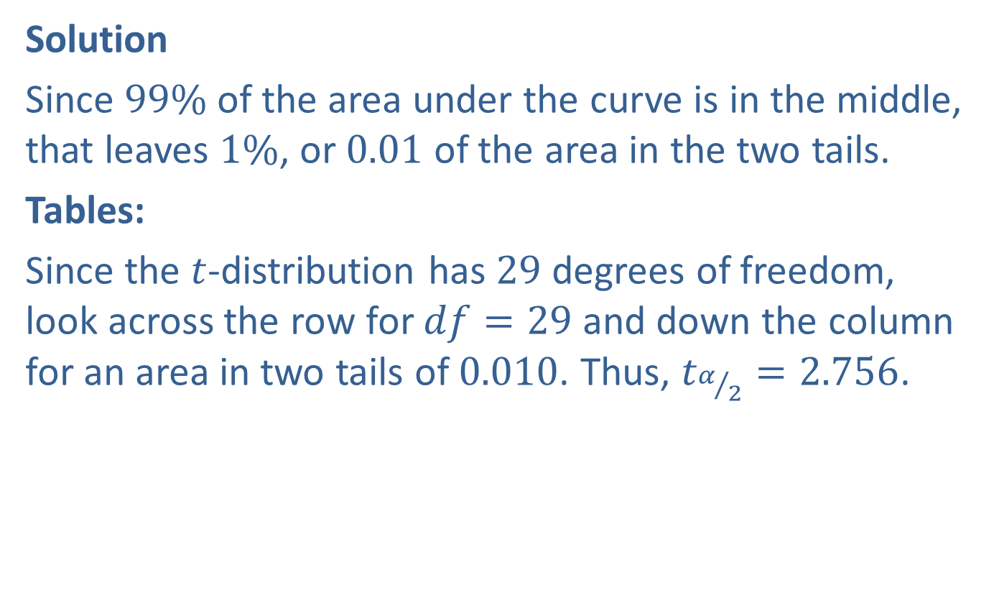 Solution
Since 99% of the area under the curve is in the middle,
that leaves 1%, or 0.01 of the area in the two tails.
Tables:
Since the t-distribution has 29 degrees of freedom,
look across the row for df = 29 and down the column
for an area in two tails of 0.010. Thus, tα/2 = 2.756.